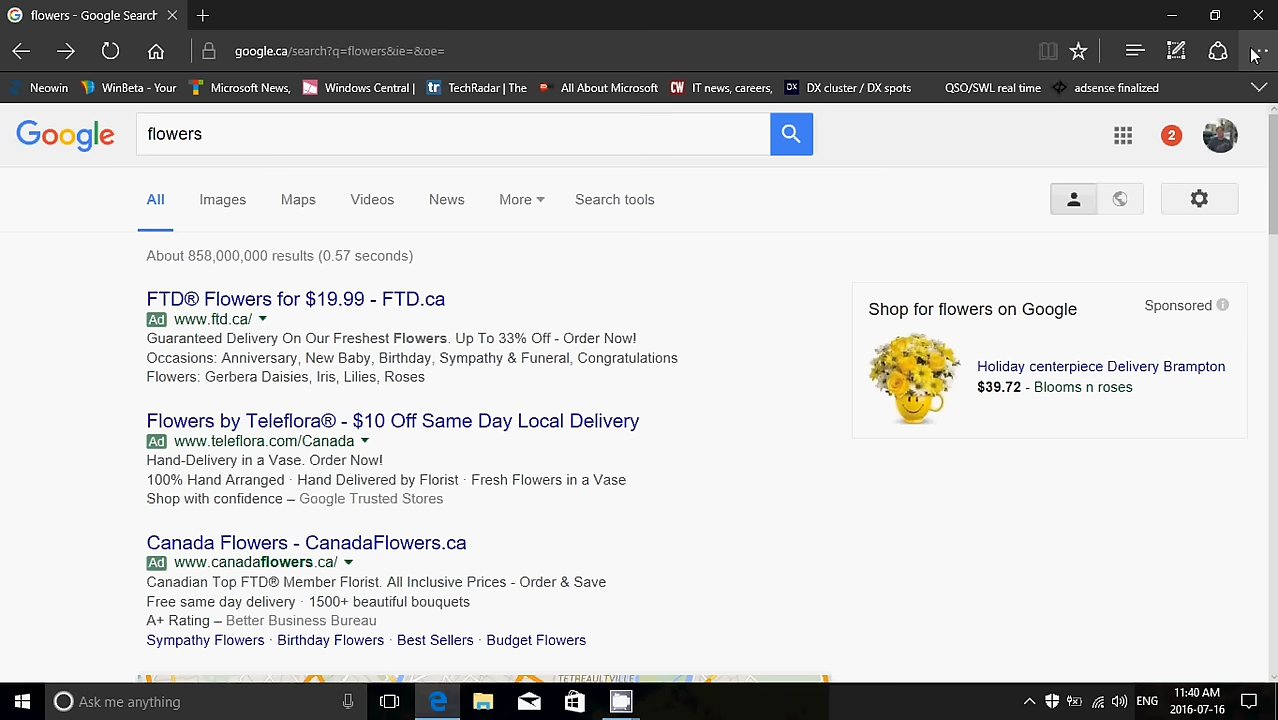 flowers - Google Search
google.ca/search?q=flowers&ie=&oe=
Neowin WinBeta - Your Microsoft News, Windows Central | TechRadar | The All About Microsoft IT news, careers, DX cluster / DX spots QSO/SWL real time adsense finalized
Google flowers 2
All Images Maps Videos News More Search tools
About 858,000,000 results (0.57 seconds)
FTD® Flowers for $19.99 - FTD.ca
Ad www.ftd.ca/
Guaranteed Delivery On Our Freshest Flowers. Up To 33% Off - Order Now!
Occasions: Anniversary, New Baby, Birthday, Sympathy & Funeral, Congratulations
Flowers: Gerbera Daisies, Iris, Lilies, Roses
Flowers by Teleflora® - $10 Off Same Day Local Delivery
Ad www.teleflora.com/Canada
Hand-Delivery in a Vase. Order Now!
100% Hand Arranged · Hand Delivered by Florist · Fresh Flowers in a Vase
Shop with confidence – Google Trusted Stores
Canada Flowers - CanadaFlowers.ca
Ad www.canadaflowers.ca/
Canadian Top FTD® Member Florist. All Inclusive Prices - Order & Save
Free same day delivery · 1500+ beautiful bouquets
A+ Rating – Better Business Bureau
Sympathy Flowers · Birthday Flowers · Best Sellers · Budget Flowers
Shop for flowers on Google Sponsored
Holiday centerpiece Delivery Brampton
$39.72 - Blooms n roses
TETREAULTVILLE
Ask me anything
ENG
11:40 AM
2016-07-16